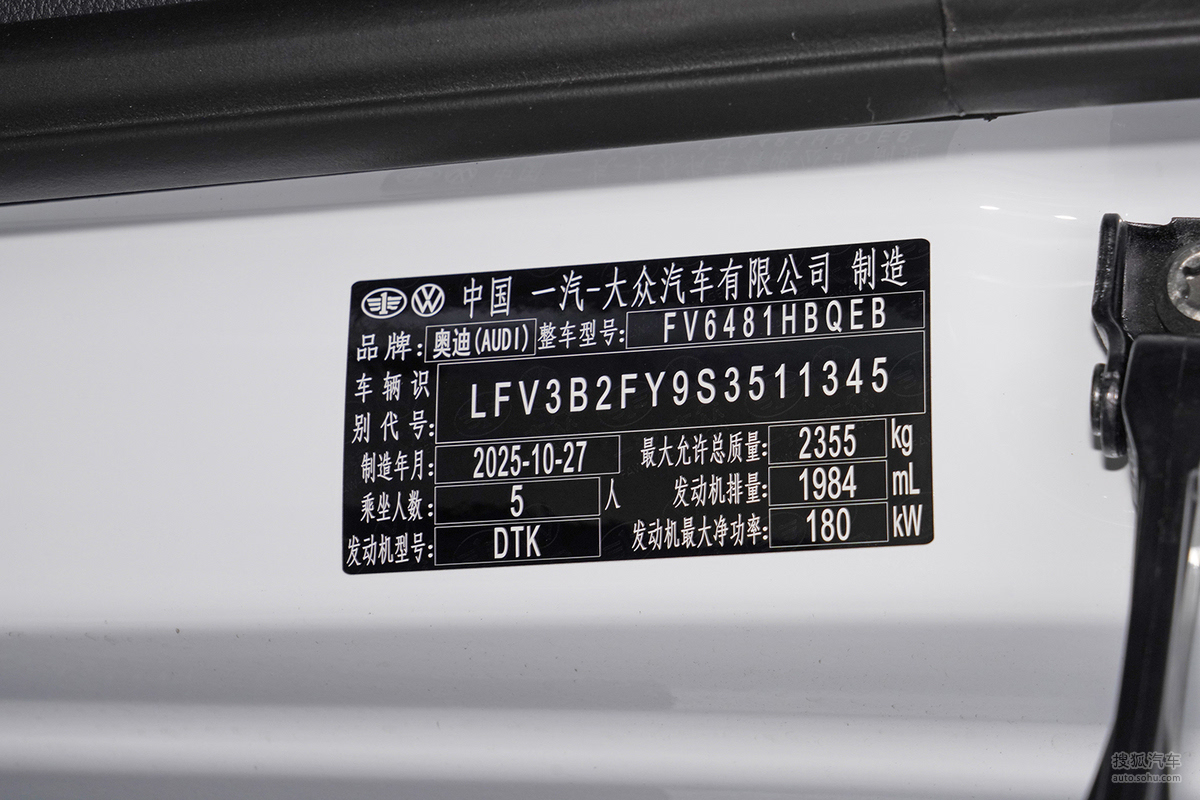 中国 一汽-大众汽车有限公司 制造
品牌: 奥迪(AUDI) 整车型号: FV6481HBQEB
车辆识别代号: LFV3B2FY9S3511345
制造年月: 2025-10-27 最大允许总质量: 2355 kg
乘坐人数: 5 人 发动机排量: 1984 mL
发动机型号: DTK 发动机最大净功率: 180 kW
搜狐汽车
auto.sohu.com